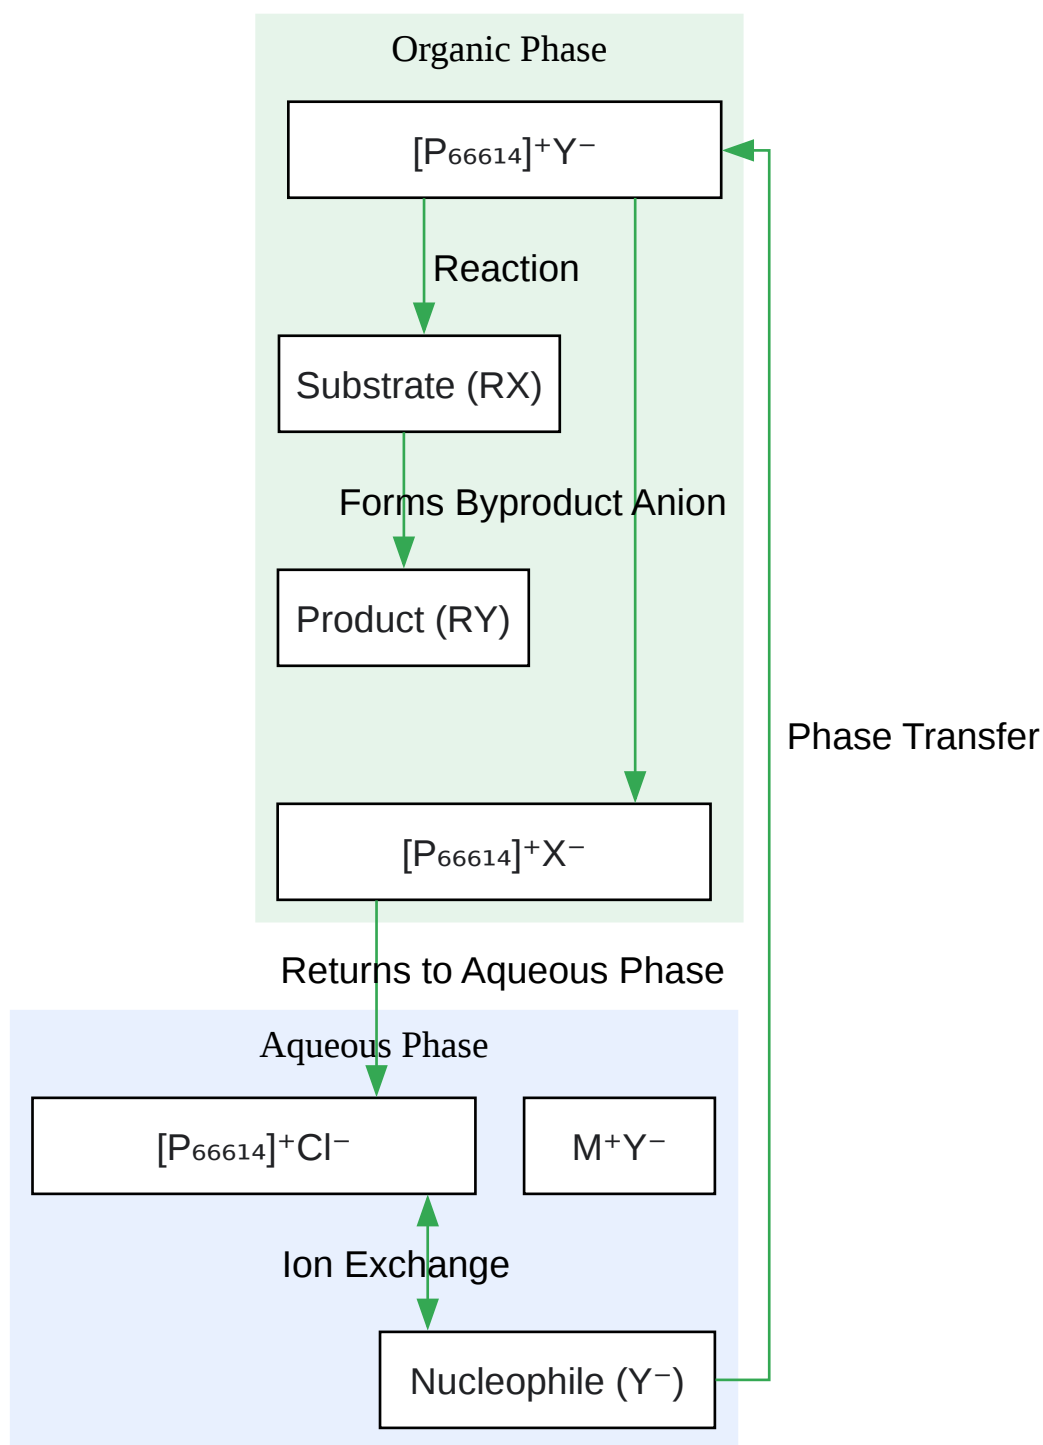 Organic Phase
[P₆₆₆₁₄]⁺Y⁻
Reaction
Substrate (RX)
Forms Byproduct Anion
Product (RY)
Phase Transfer
[P₆₆₆₁₄]⁺X⁻
Returns to Aqueous Phase
Aqueous Phase
[P₆₆₆₁₄]⁺Cl⁻
M⁺Y⁻
Ion Exchange
Nucleophile (Y⁻)